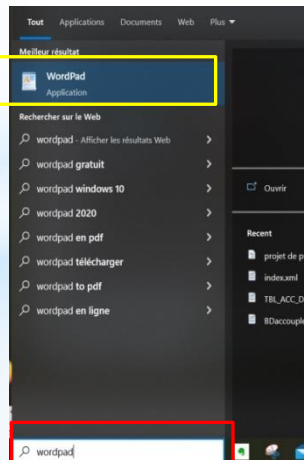 Tout Applications Documents Web Plus
Meilleur résultat
WordPad
Application
Rechercher sur le Web
wordpad - Afficher les résultats Web
wordpad gratuit
wordpad windows 10
wordpad 2020
wordpad en pdf
wordpad télécharger
wordpad to pdf
wordpad en ligne
Ouvrir
Recent
projet de p
index.xml
TBL_ACC_D
BDaccouple
wordpad